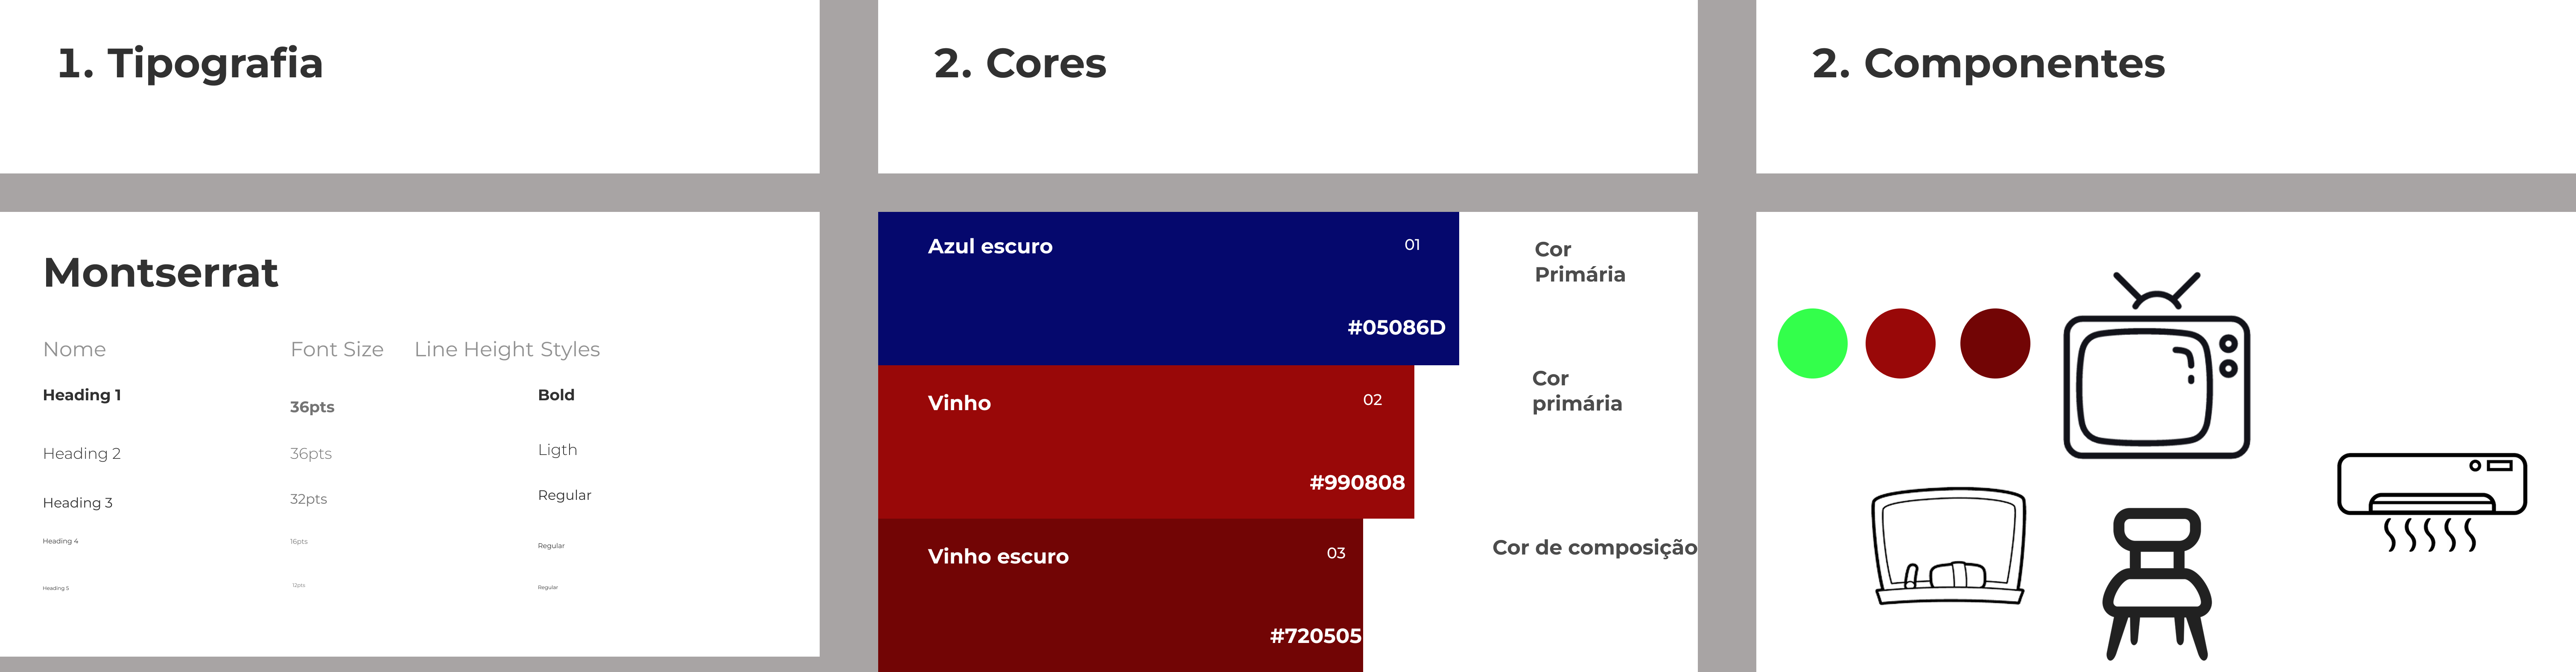 1. Tipografia
Montserrat
Nome Font Size Line Height Styles
Heading 1 36pts Bold
Heading 2 36pts Ligth
Heading 3 32pts Regular
Heading 4 16pts Regular
Heading 5 12pts Regular
2. Cores
Azul escuro 01
#05086D
Cor
Primária
Vinho 02
#990808
Cor
primária
Vinho escuro 03
#720505
Cor de composição
2. Componentes